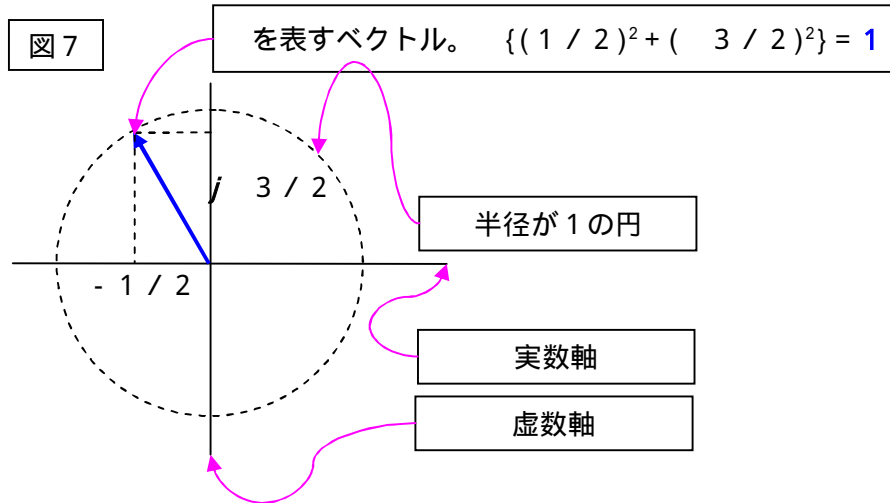 図7
を表すベクトル。 {(1/2)²+( 3/2)²}=1
j 3/2
半径が1の円
-1/2
実数軸
虚数軸